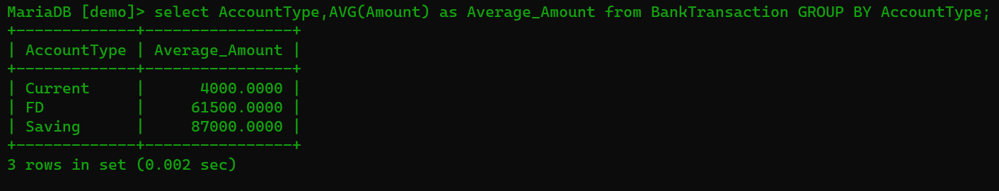 MariaDB [demo]> select AccountType,AVG(Amount) as Average_Amount from BankTransaction GROUP BY AccountType;
+-------------+----------------+
| AccountType | Average_Amount |
+-------------+----------------+
| Current     |      4000.0000 |
| FD          |     61500.0000 |
| Saving      |     87000.0000 |
+-------------+----------------+
3 rows in set (0.002 sec)